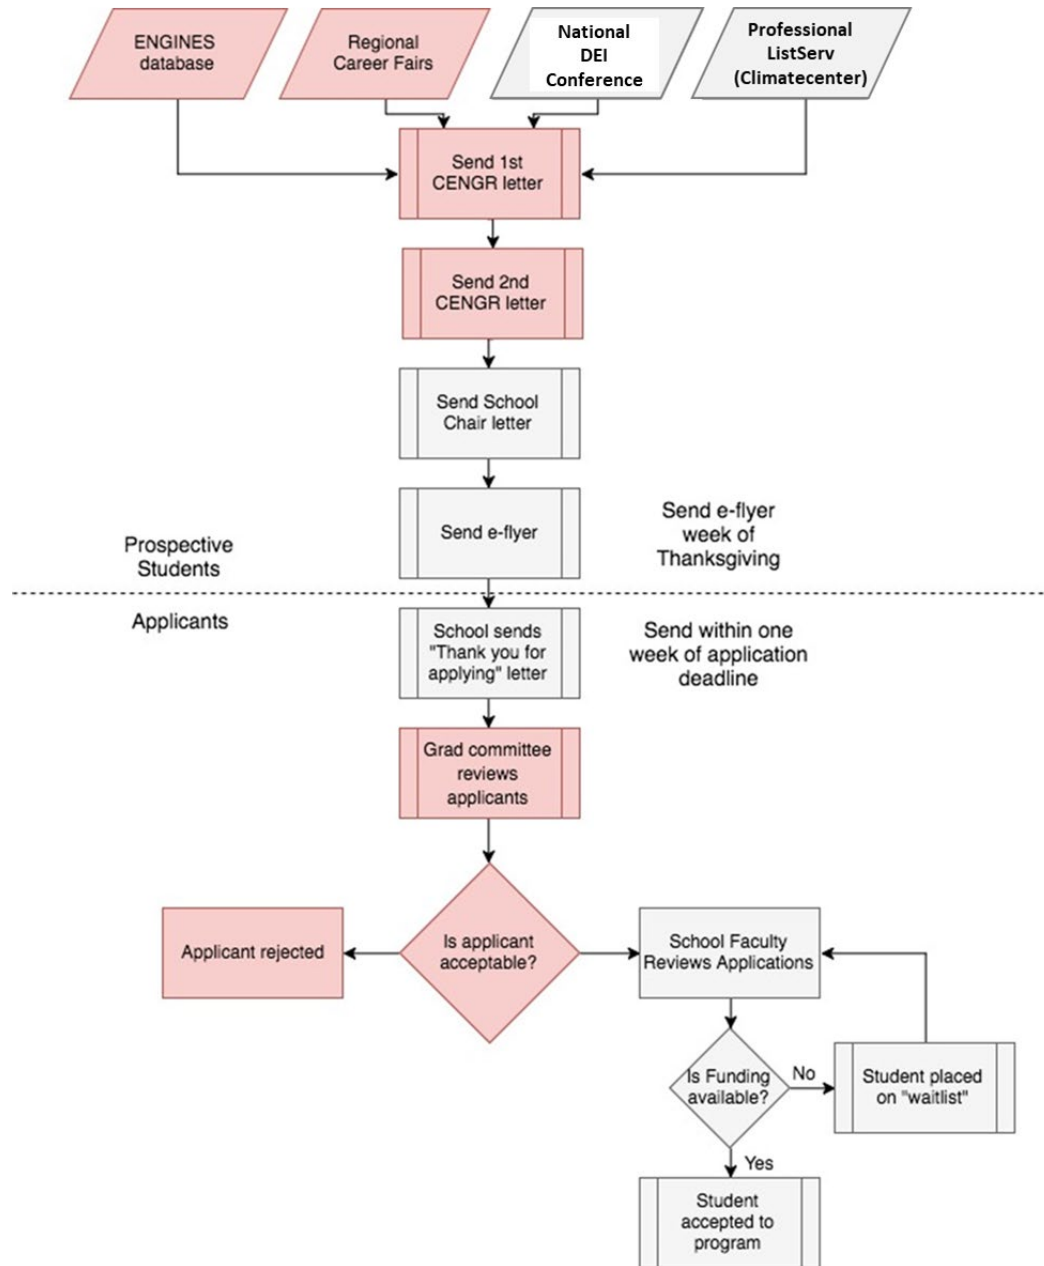 ENGINES
database
Regional
Career Fairs
National
DEI
Conference
Professional
ListServ
(Climatecenter)
Send 1st
CENGR letter
Send 2nd
CENGR letter
Send School
Chair letter
Send e-flyer
Send e-flyer
week of
Thanksgiving
Prospective
Students
Applicants
School sends
"Thank you for
applying" letter
Send within one
week of application
deadline
Grad committee
reviews
applicants
Is applicant
acceptable?
Applicant rejected
School Faculty
Reviews Applications
Is Funding
available?
No
Student placed
on "waitlist"
Yes
Student
accepted to
program